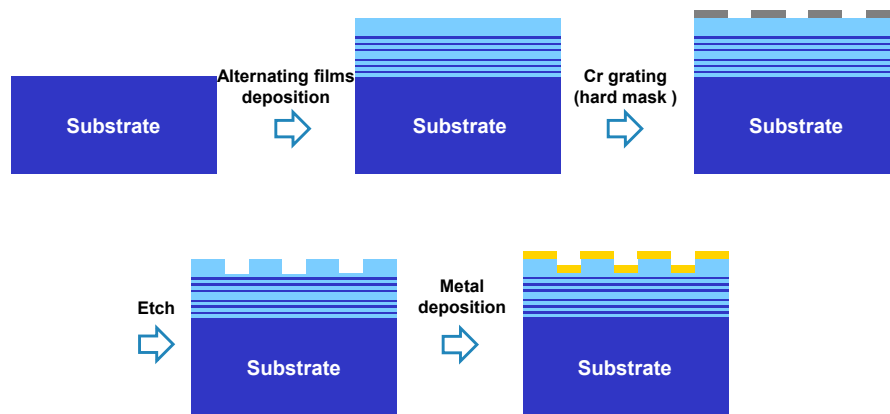 Substrate
Alternating films
deposition
Substrate
Cr grating
(hard mask )
Substrate
Etch
Substrate
Metal
deposition
Substrate